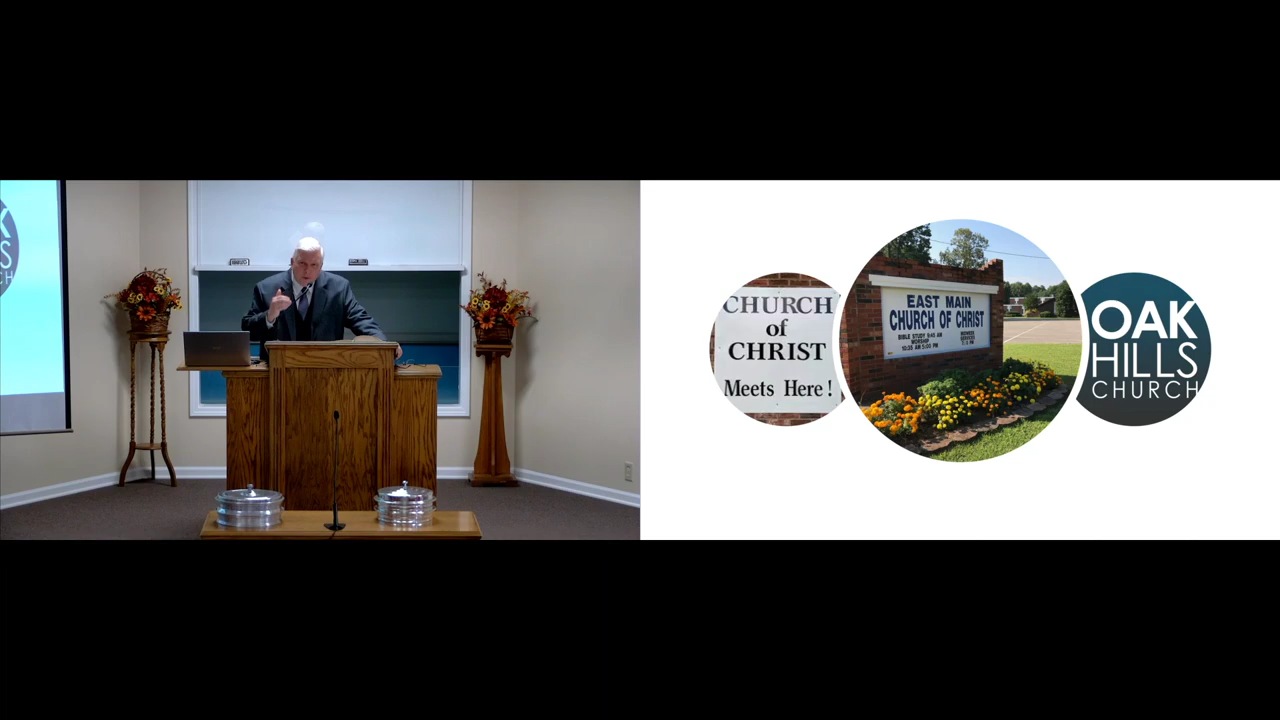 CHURCH
of
CHRIST
Meets Here!
EAST MAIN
CHURCH OF CHRIST
BIBLE STUDY 9:45 AM
WORSHIP
10:35 AM 5:00 PM
OAK
HILLS
CHURCH